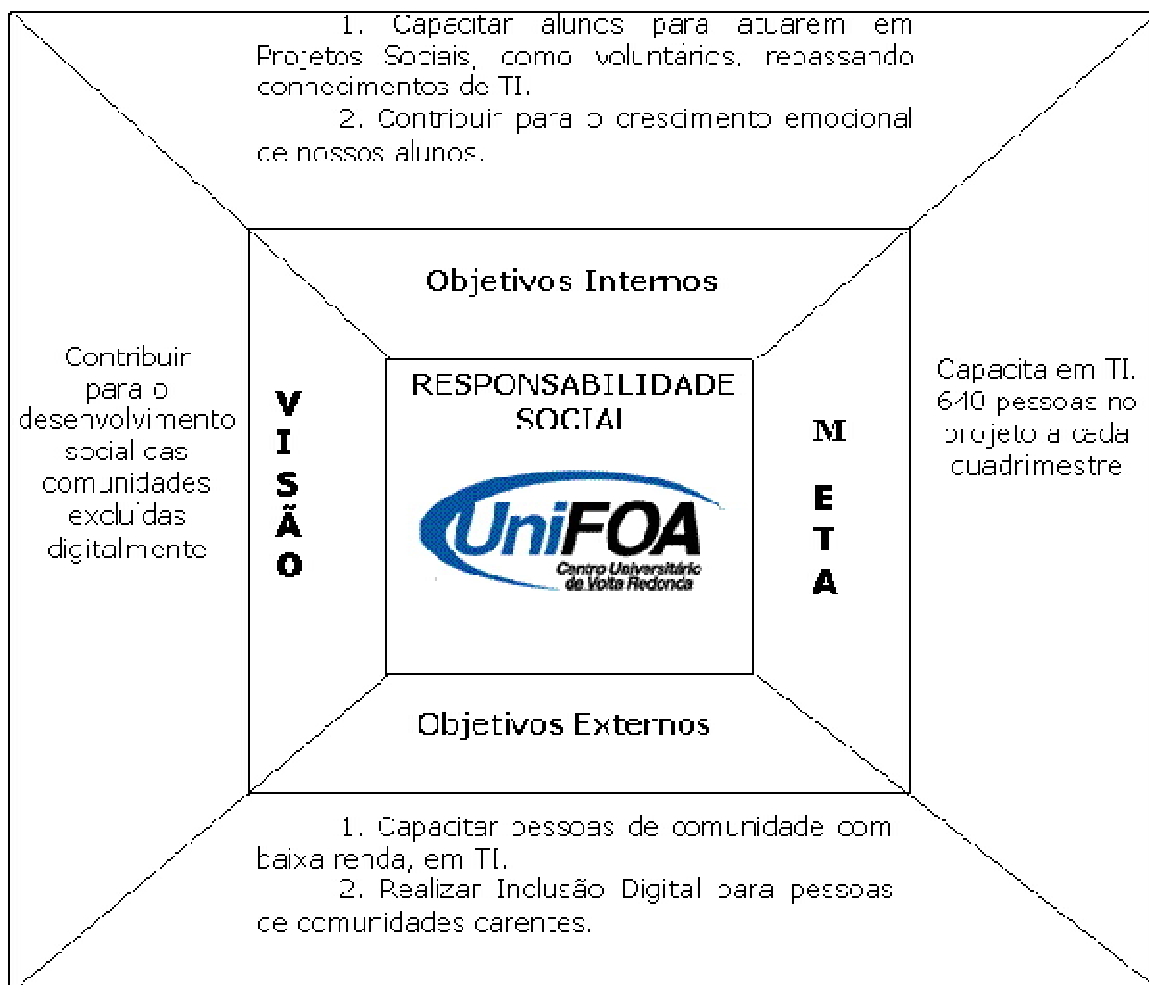 1. Capacitar alunos para atuarem em
Projetos Sociais, como voluntários, repassando
conhecimentos de TI.
2. Contribuir para o crescimento emocional
de nossos alunos.
Objetivos Internos
Contribuir
para o
desenvolvimento
social das
comunidades
excluídas
digitalmente
VISÃO
RESPONSABILIDADE
SOCIAL
UniFOA
Centro Universitário
de Volta Redonda
META
Capacita em TI.
640 pessoas no
projeto a cada
cuadrimestre
Objetivos Externos
1. Capacitar pessoas de comunidade com
baixa renda, em TI.
2. Realizar Inclusão Digital para pessoas
de comunidades carentes.